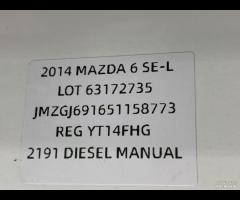 2014 MAZDA 6 SE-L
LOT 63172735
JMZGJ691651158773
REG YT14FHG
2191 DIESEL MANUAL